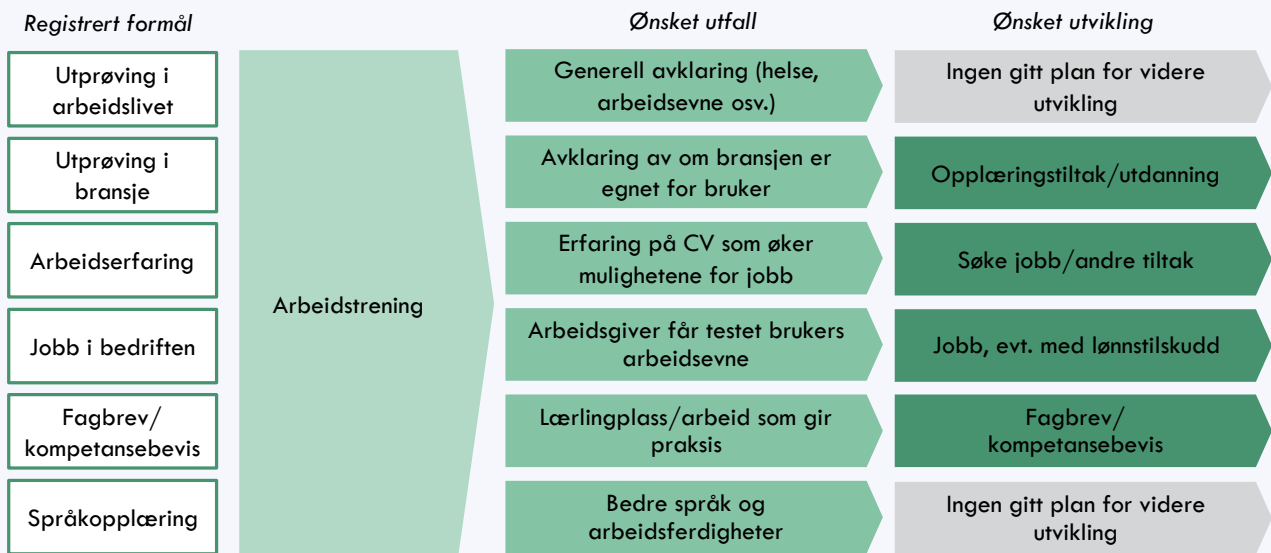 Registrert formål
Ønsket utfall
Ønsket utvikling
Utprøving i
arbeidslivet
Generell avklaring (helse,
arbeidsevne osv.)
Ingen gitt plan for videre
utvikling
Utprøving i
bransje
Avklaring av om bransjen er
egnet for bruker
Opplæringstiltak/utdanning
Arbeidserfaring
Erfaring på CV som øker
mulighetene for jobb
Søke jobb/andre tiltak
Arbeidstrening
Jobb i bedriften
Arbeidsgiver får testet brukers
arbeidsevne
Jobb, evt. med lønnstilskudd
Fagbrev/
kompetansebevis
Lærlingplass/arbeid som gir
praksis
Fagbrev/
kompetansebevis
Språkopplæring
Bedre språk og
arbeidsferdigheter
Ingen gitt plan for videre
utvikling